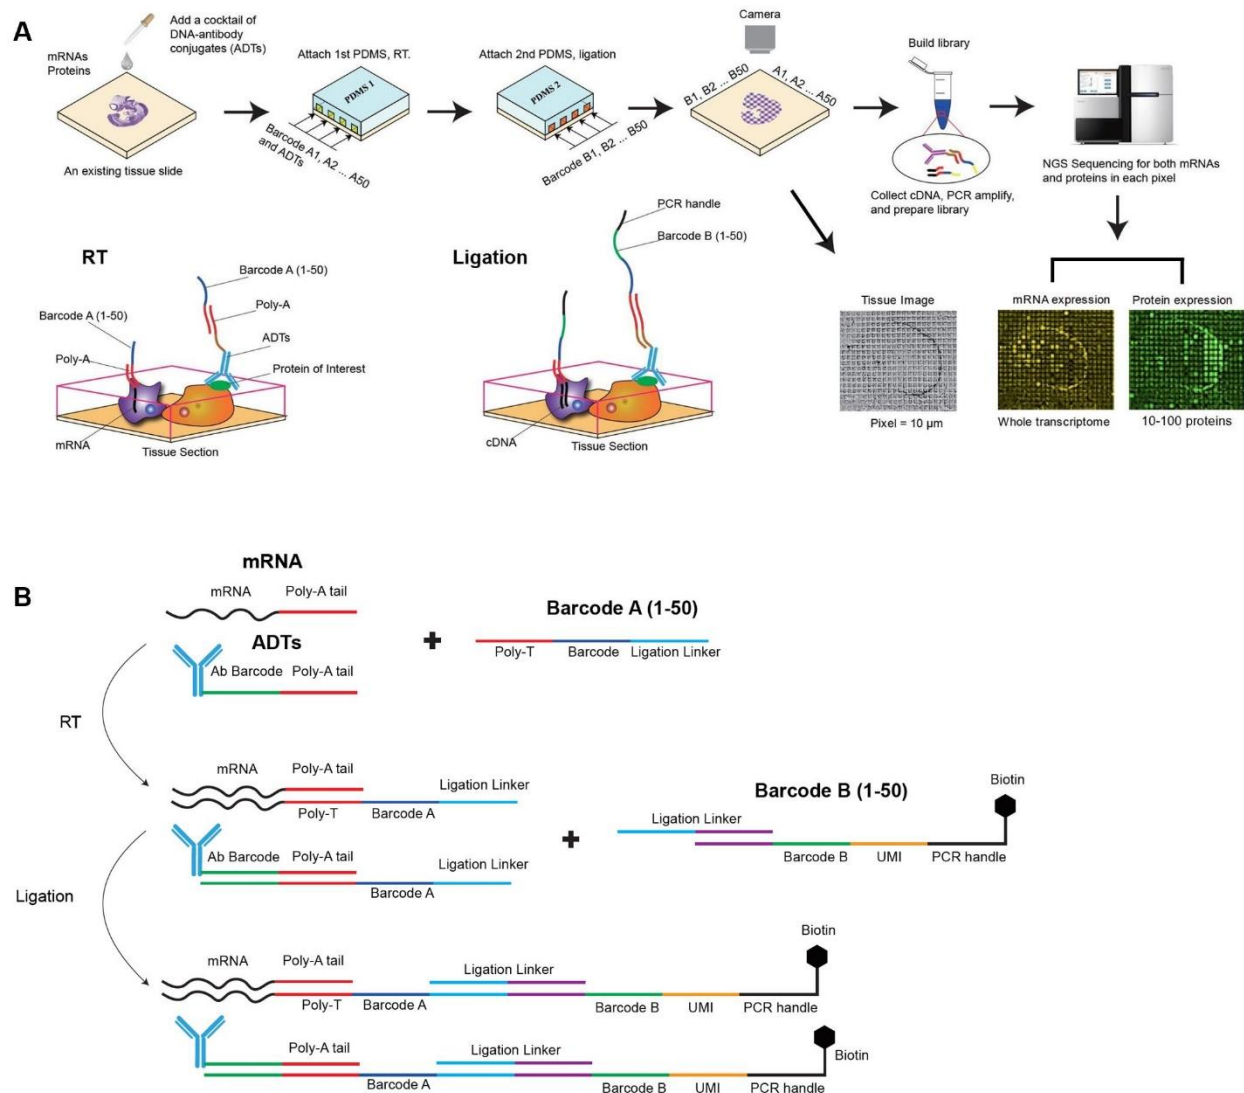 A
Add a cocktail of
DNA-antibody
conjugates (ADTs)
mRNAs
Proteins
An existing tissue slide
Attach 1st PDMS, RT.
PDMS 1
Barcode A1, A2 ... A50
and ADTs
Attach 2nd PDMS, ligation
PDMS 2
Barcode B1, B2 ... B50
Camera
B1, B2 ... B50
A1, A2 ... A50
Build library
Collect cDNA, PCR amplify,
and prepare library
NGS Sequencing for both mRNAs
and proteins in each pixel
RT
Barcode A (1-50)
Poly-A
ADTs
Protein of Interest
Barcode A (1-50)
Poly-A
mRNA
Tissue Section
Ligation
PCR handle
Barcode B (1-50)
cDNA
Tissue Section
Tissue Image
Pixel = 10 µm
mRNA expression
Whole transcriptome
Protein expression
10-100 proteins
B
mRNA
mRNA
Poly-A tail
ADTs
Ab Barcode
Poly-A tail
Barcode A (1-50)
Poly-T
Barcode
Ligation Linker
RT
mRNA
Poly-A tail
Ligation Linker
Poly-T
Barcode A
Ab Barcode
Poly-A tail
Ligation Linker
Barcode A
Barcode B (1-50)
Biotin
Ligation Linker
Barcode B
UMI
PCR handle
Ligation
mRNA
Poly-A tail
Ligation Linker
Biotin
Poly-T
Barcode A
Barcode B
UMI
PCR handle
Poly-A tail
Ligation Linker
Biotin
Barcode A
Barcode B
UMI
PCR handle